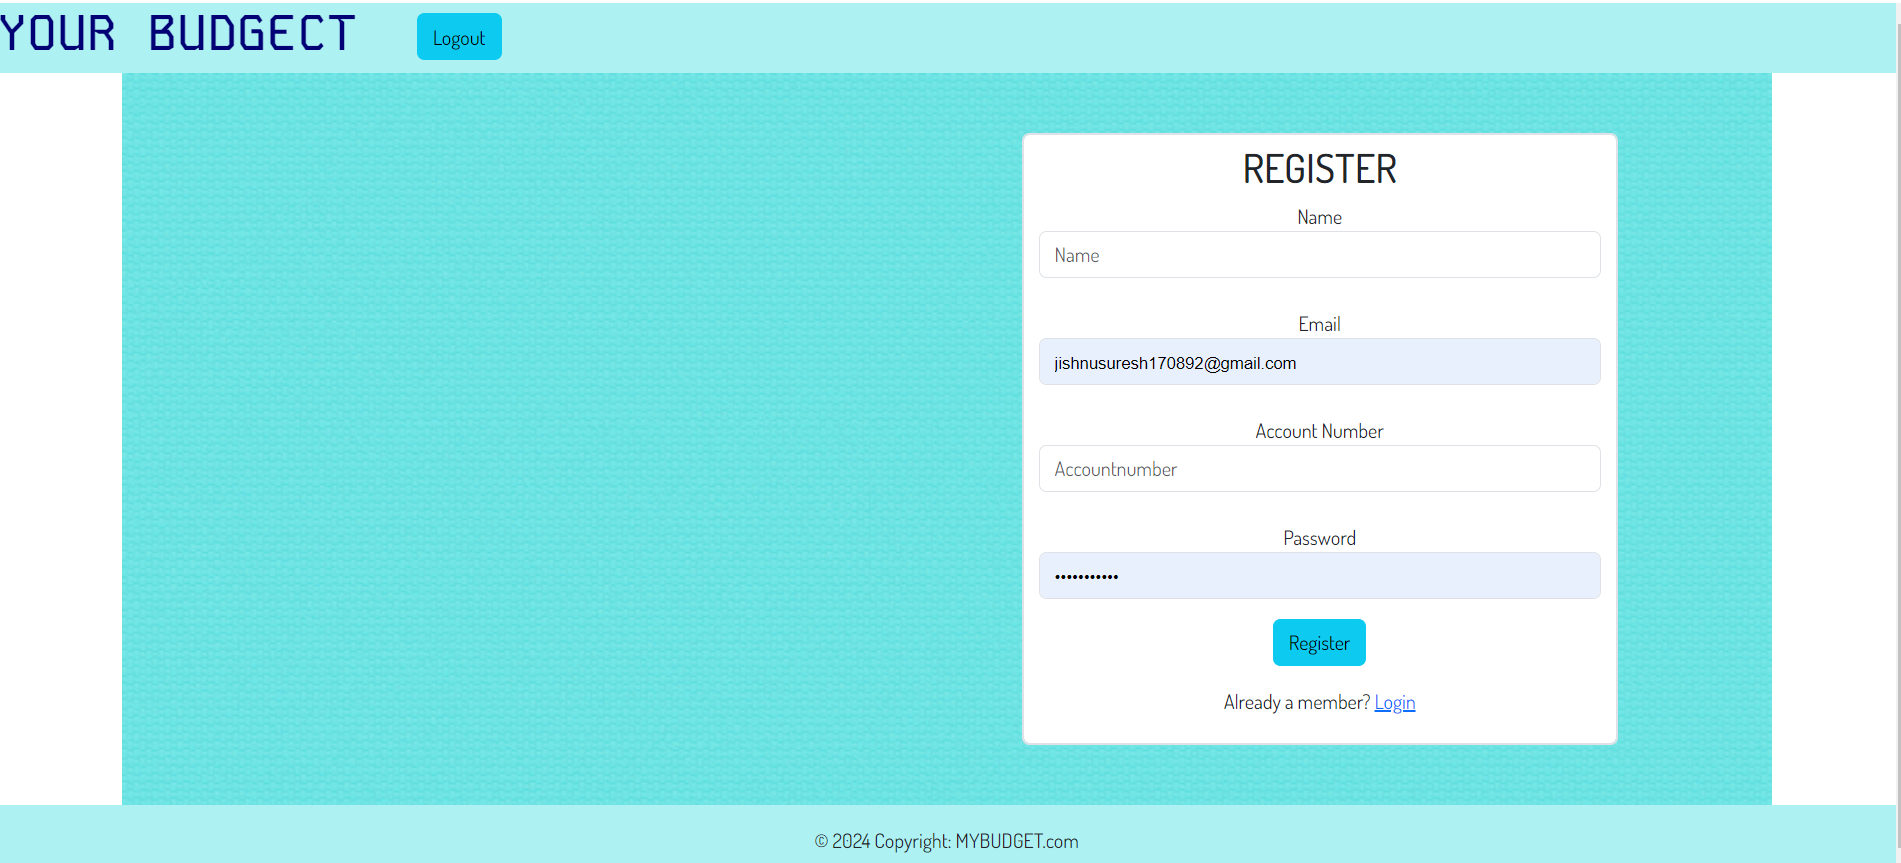 YOUR BUDGECT
Logout
REGISTER
Name
Name
Email
jishnusuresh170892@gmail.com
Account Number
Accountnumber
Password
•••••••••••
Register
Already a member? Login
© 2024 Copyright: MYBUDGET.com